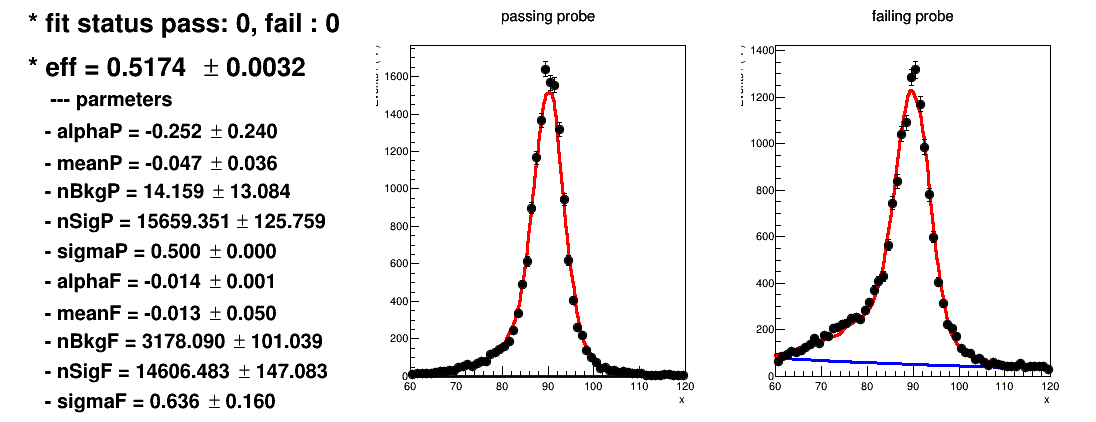 * fit status pass: 0, fail : 0
* eff = 0.5174 ± 0.0032
--- parmeters
- alphaP = -0.252 ± 0.240
- meanP = -0.047 ± 0.036
- nBkgP = 14.159 ± 13.084
- nSigP = 15659.351 ± 125.759
- sigmaP = 0.500 ± 0.000
- alphaF = -0.014 ± 0.001
- meanF = -0.013 ± 0.050
- nBkgF = 3178.090 ± 101.039
- nSigF = 14606.483 ± 147.083
- sigmaF = 0.636 ± 0.160
passing probe
1600
1400
1200
1000
800
600
400
200
0
60 70 80 90 100 110 120
x
failing probe
1400
1200
1000
800
600
400
200
0
60 70 80 90 100 110 120
x